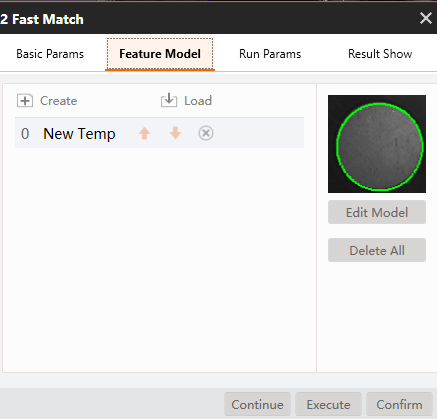 2 Fast Match
Basic Params Feature Model Run Params Result Show
Create Load
0 New Temp
Edit Model
Delete All
Continue Execute Confirm